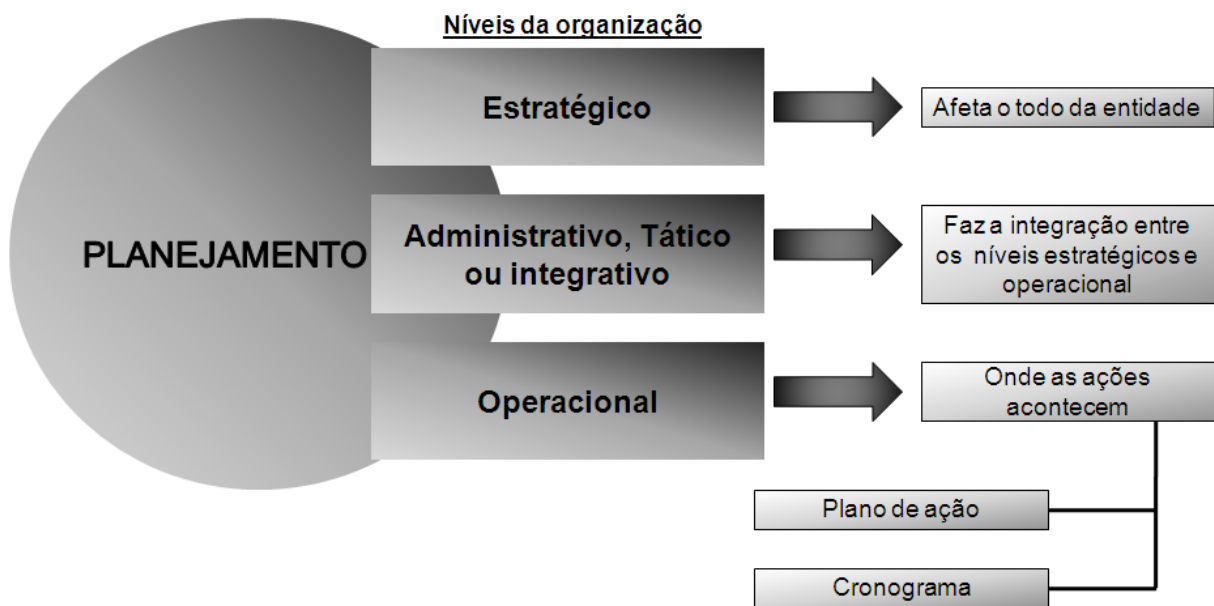 Níveis da organização
PLANEJAMENTO
Estratégico
Afeta o todo da entidade
Administrativo, Tático
ou integrativo
Faz a integração entre
os níveis estratégicos e
operacional
Operacional
Onde as ações
acontecem
Plano de ação
Cronograma